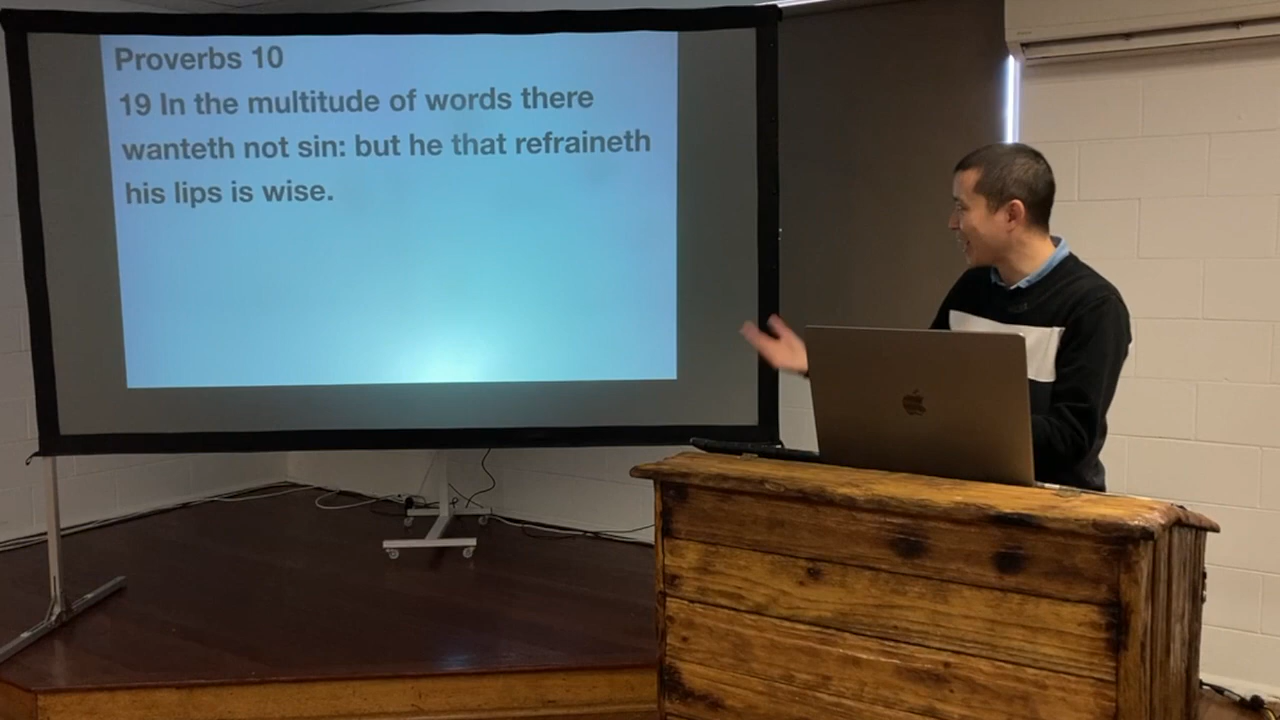 Proverbs 10
19 In the multitude of words there
wanteth not sin: but he that refraineth
his lips is wise.